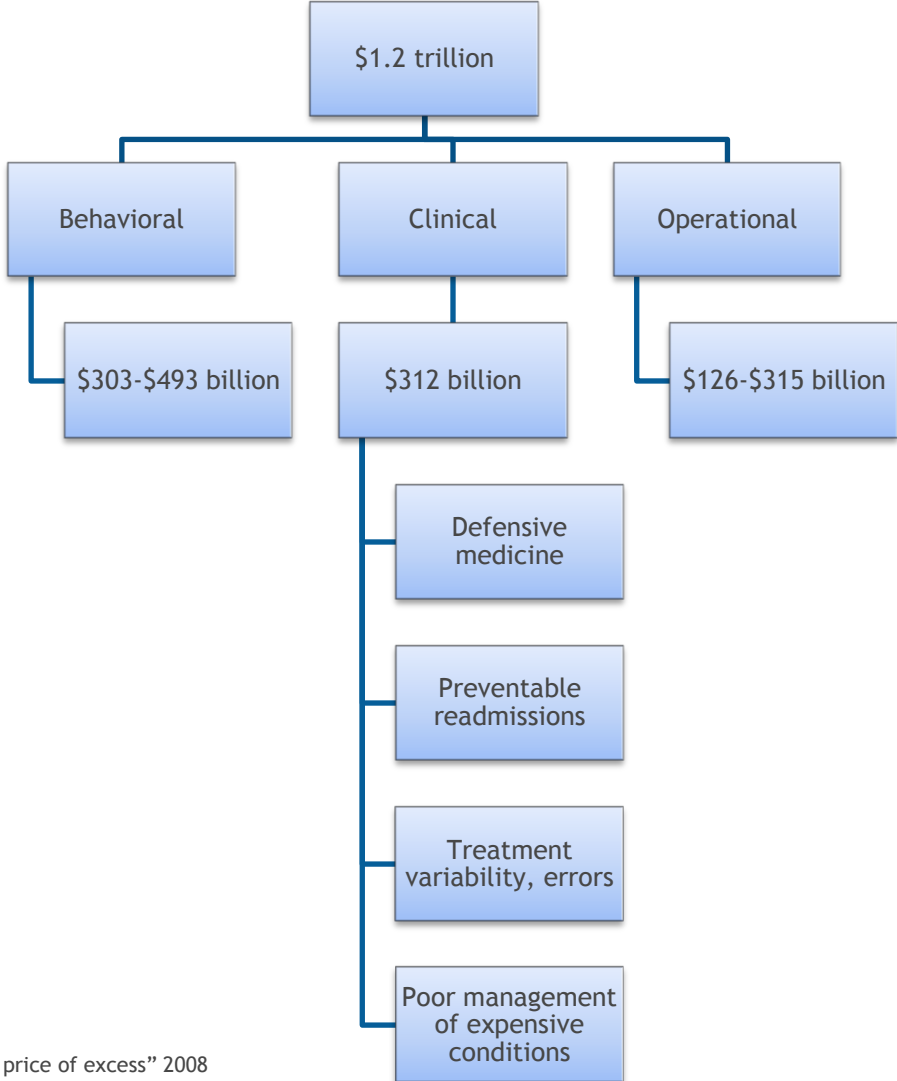 $1.2 trillion
Behavioral
Clinical
Operational
$303-$493 billion
$312 billion
$126-$315 billion
Defensive
medicine
Preventable
readmissions
Treatment
variability, errors
Poor management
of expensive
conditions
price of excess” 2008